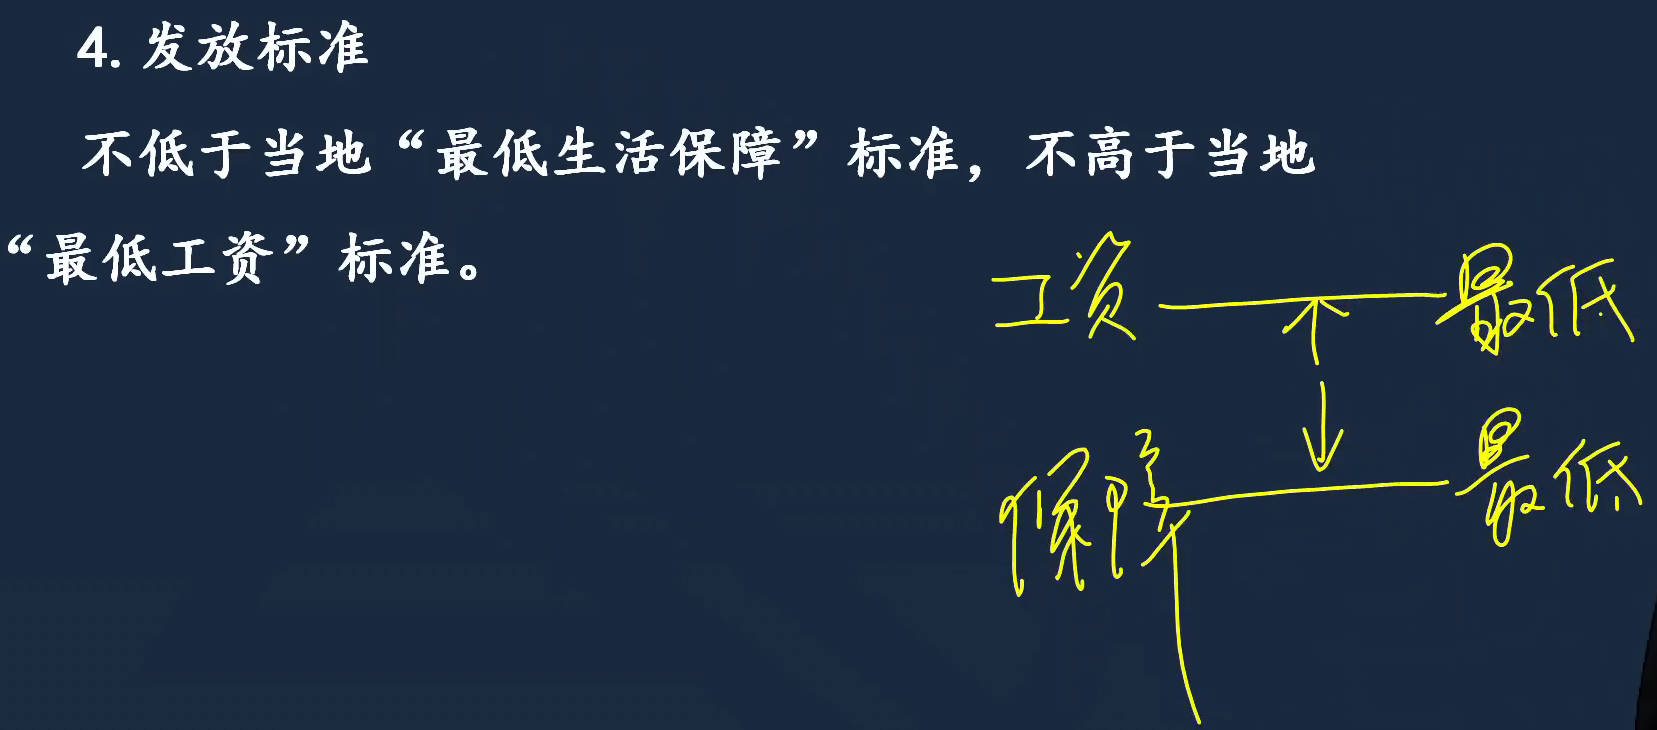 4. 发放标准
不低于当地“最低生活保障”标准，不高于当地
“最低工资”标准。
工资 最低
保障 最低